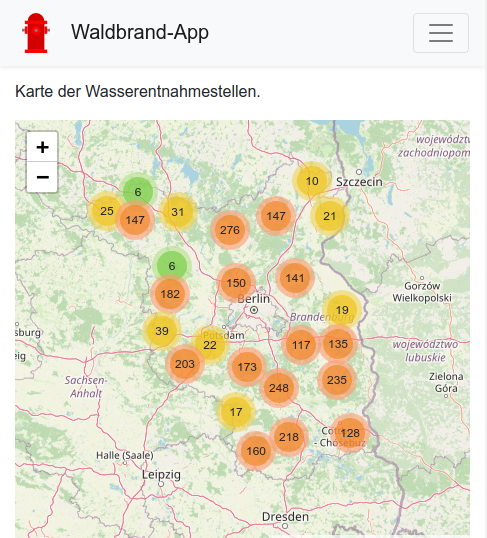 Waldbrand-App
Karte der Wasserentnahmestellen.
+
−
województwo
zachodniopom
6
10
Szczecin
25
147
31
276
147
21
6
182
150
141
Berlin
Gorzów
Wielkopolski
19
Brandenburg
39
Potsdam
22
117
135
województwo
lubuskie
sburg
eig
203
173
248
235
Sachsen-
Anhalt
Zielona
Góra
17
218
128
Cottbus
- Chóśebuz
160
Halle (Saale)
Leipzig
Dresden